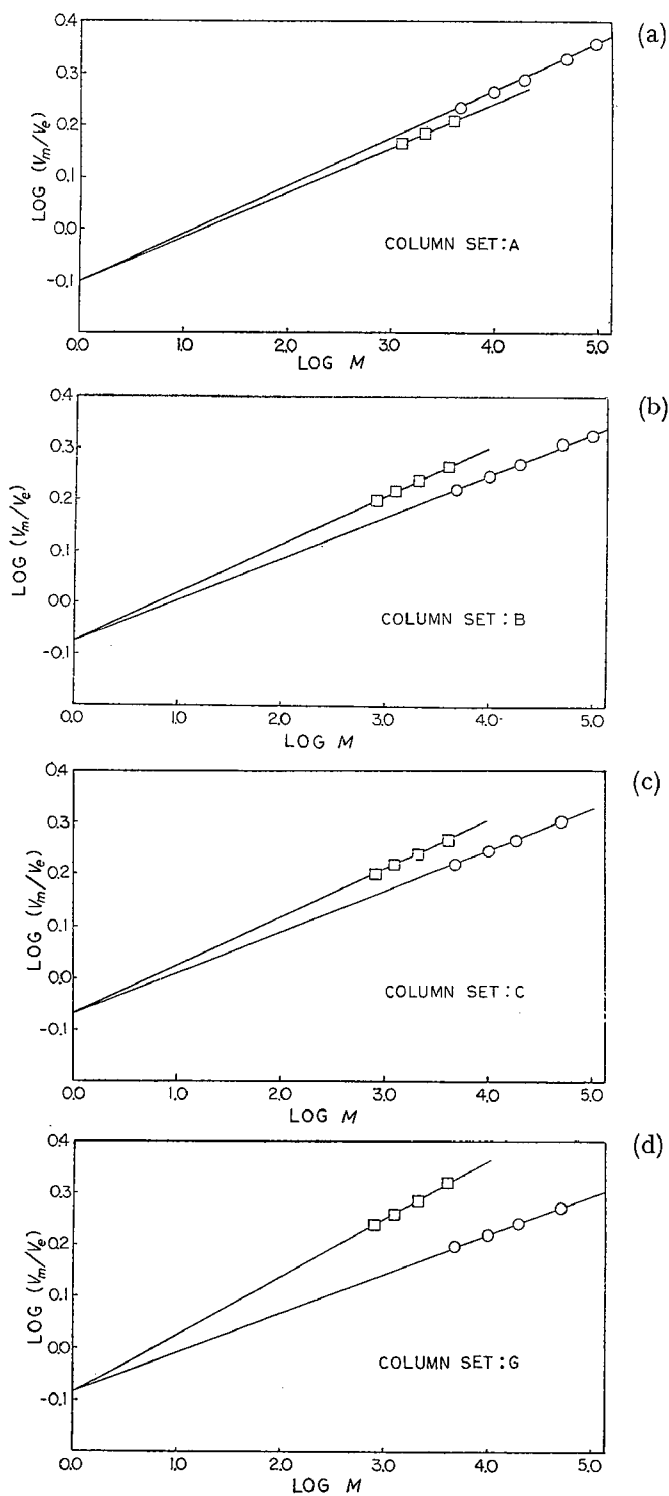 (a)
0.4
0.3
0.2
0.1
0.0
-0.1
LOG (Vm/Ve)
COLUMN SET:A
0.0 1.0 2.0 3.0 4.0 5.0
LOG M
(b)
0.4
0.3
0.2
0.1
0.0
-0.1
LOG (Vm/Ve)
COLUMN SET:B
0.0 1.0 2.0 3.0 4.0 5.0
LOG M
(c)
0.4
0.3
0.2
0.1
0.0
-0.1
LOG (Vm/Ve)
COLUMN SET:C
0.0 1.0 2.0 3.0 4.0 5.0
LOG M
(d)
0.4
0.3
0.2
0.1
0.0
-0.1
LOG (Vm/Ve)
COLUMN SET:G
0.0 1.0 2.0 3.0 4.0 5.0
LOG M